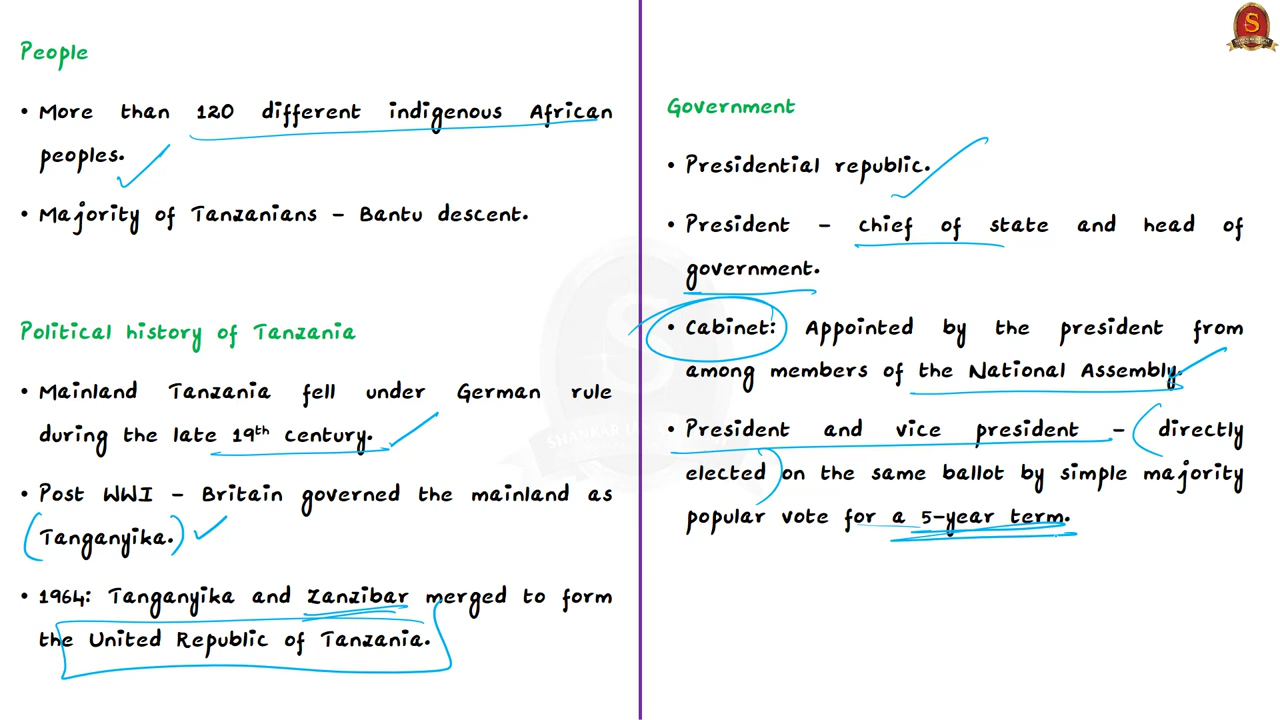 People
• More than 120 different indigenous African
peoples.
• Majority of Tanzanians – Bantu descent.
Political history of Tanzania
• Mainland Tanzania fell under German rule
during the late 19th century.
• Post WWI – Britain governed the mainland as
Tanganyika.
• 1964: Tanganyika and Zanzibar merged to form
the United Republic of Tanzania.
Government
• Presidential republic.
• President – chief of state and head of
government.
• Cabinet: Appointed by the president from
among members of the National Assembly.
• President and vice president – directly
elected on the same ballot by simple majority
popular vote for a 5-year term.
S